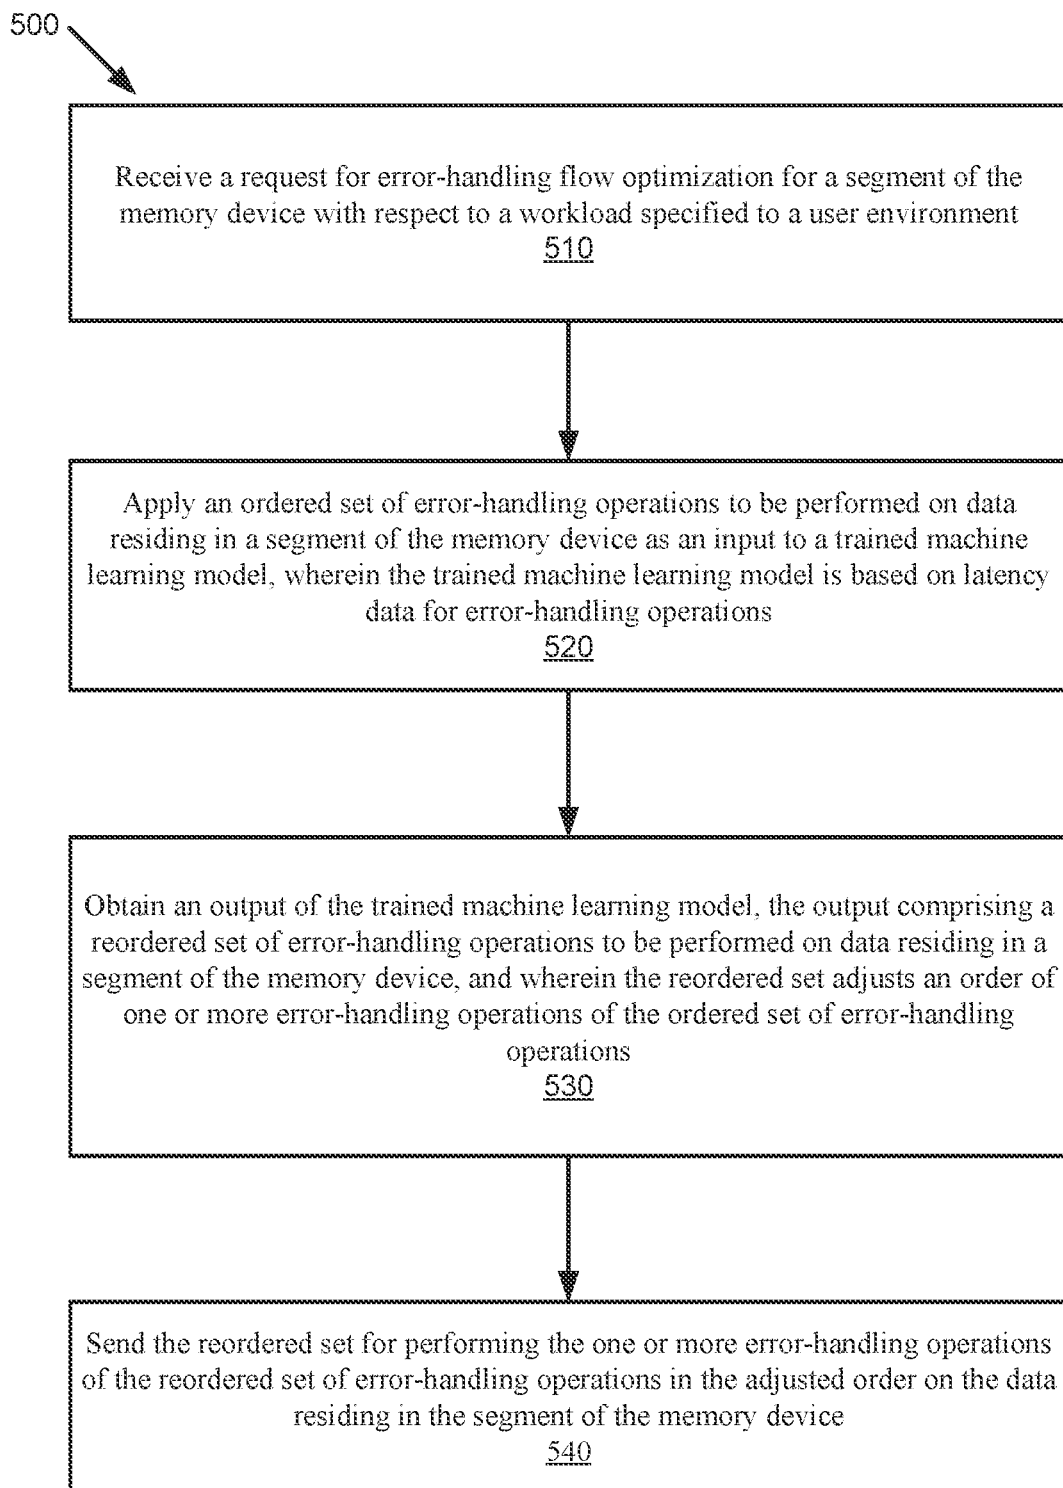 500
Receive a request for error-handling flow optimization for a segment of the
memory device with respect to a workload specified to a user environment
510
Apply an ordered set of error-handling operations to be performed on data
residing in a segment of the memory device as an input to a trained machine
learning model, wherein the trained machine learning model is based on latency
data for error-handling operations
520
Obtain an output of the trained machine learning model, the output comprising a
reordered set of error-handling operations to be performed on data residing in a
segment of the memory device, and wherein the reordered set adjusts an order of
one or more error-handling operations of the ordered set of error-handling
operations
530
Send the reordered set for performing the one or more error-handling operations
of the reordered set of error-handling operations in the adjusted order on the data
residing in the segment of the memory device
540